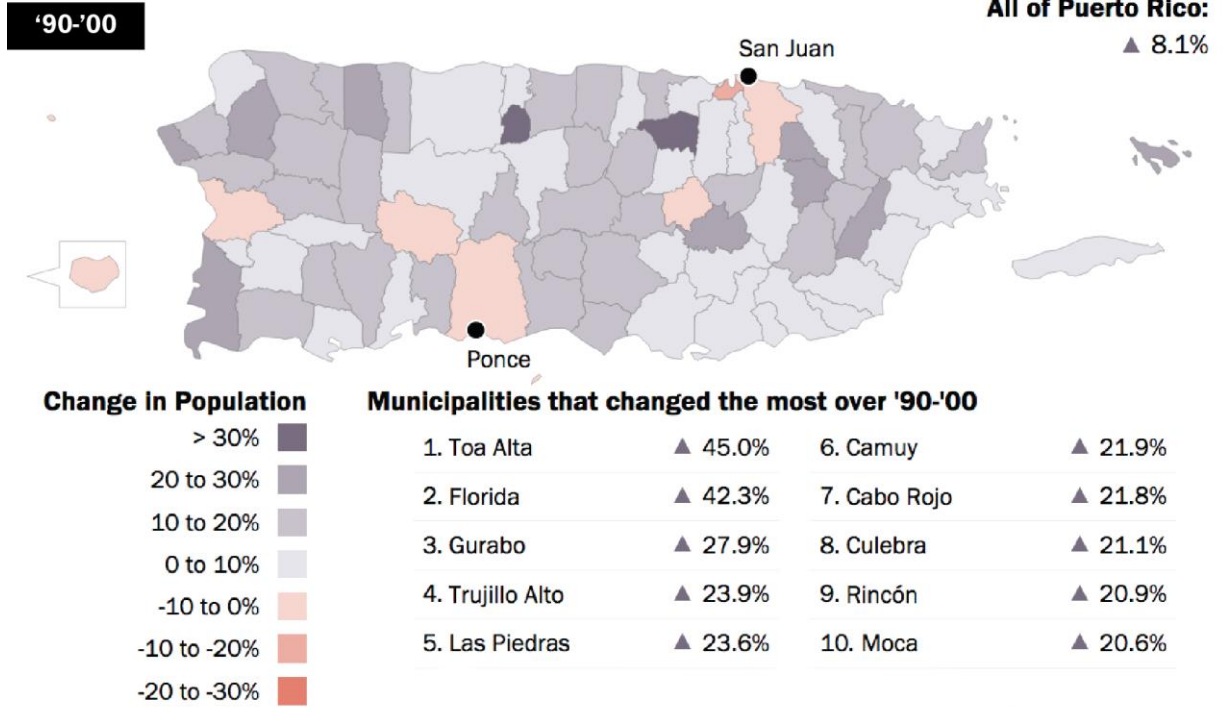 ‘90-’00
All of Puerto Rico:
▲ 8.1%
San Juan
Ponce
Change in Population
> 30%
20 to 30%
10 to 20%
0 to 10%
-10 to 0%
-10 to -20%
-20 to -30%
Municipalities that changed the most over '90-'00
1. Toa Alta ▲ 45.0%
2. Florida ▲ 42.3%
3. Gurabo ▲ 27.9%
4. Trujillo Alto ▲ 23.9%
5. Las Piedras ▲ 23.6%
6. Camuy ▲ 21.9%
7. Cabo Rojo ▲ 21.8%
8. Culebra ▲ 21.1%
9. Rincón ▲ 20.9%
10. Moca ▲ 20.6%